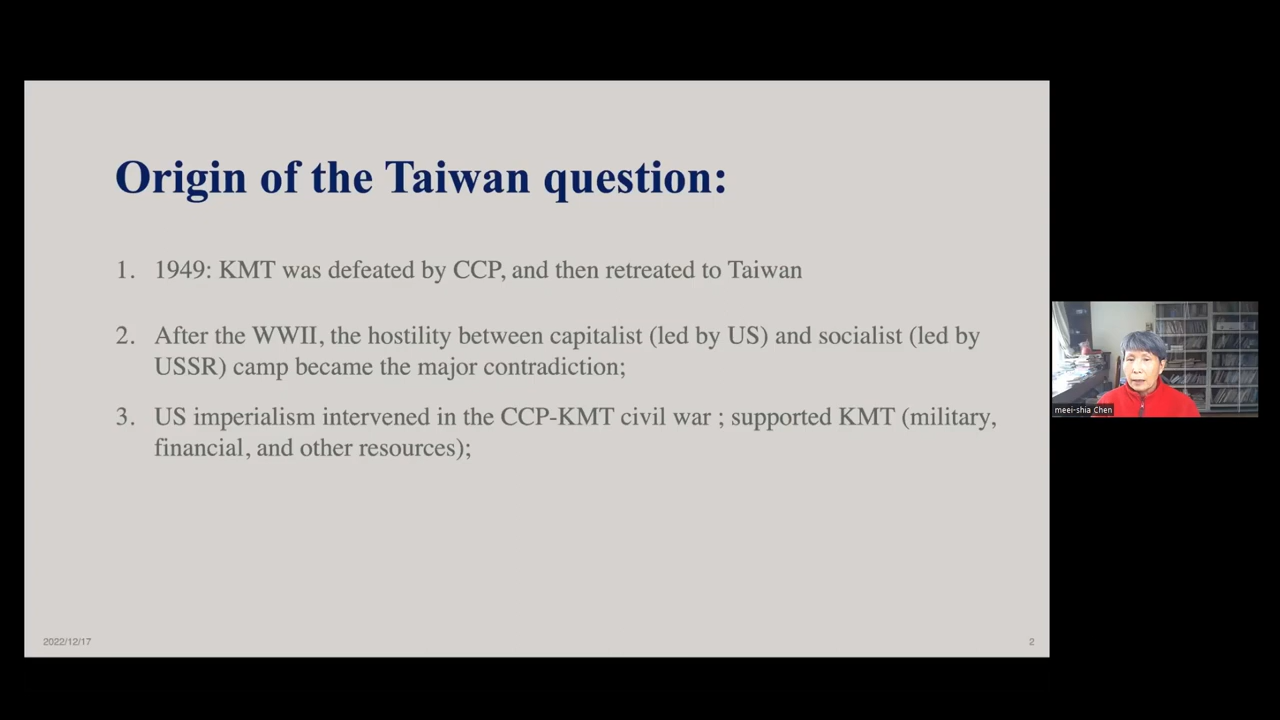 Origin of the Taiwan question:
1. 1949: KMT was defeated by CCP, and then retreated to Taiwan
2. After the WWII, the hostility between capitalist (led by US) and socialist (led by
USSR) camp became the major contradiction;
3. US imperialism intervened in the CCP-KMT civil war ; supported KMT (military,
financial, and other resources);
meei-shia Chen
2022/12/17
2